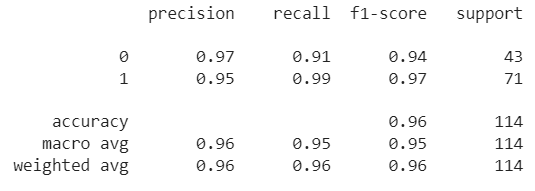 precision recall f1-score support
0 0.97 0.91 0.94 43
1 0.95 0.99 0.97 71
accuracy 0.96 114
macro avg 0.96 0.95 0.95 114
weighted avg 0.96 0.96 0.96 114